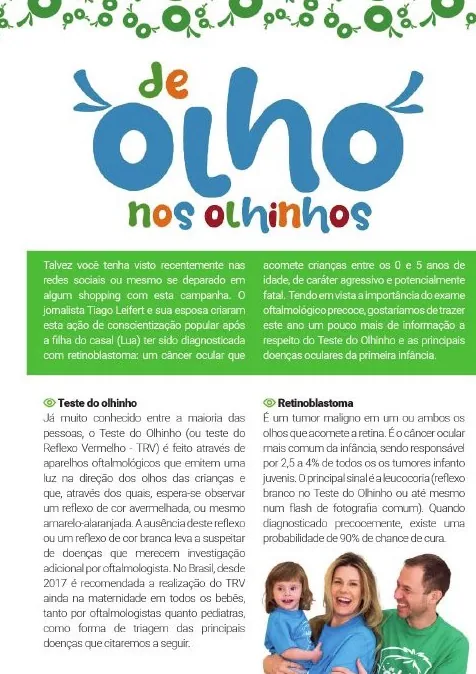 de
olho
nos olhinhos
Talvez você tenha visto recentemente nas
redes sociais ou mesmo se deparado em
algum shopping com esta campanha. O
jornalista Tiago Leifert e sua esposa criaram
esta ação de conscientização popular após
a filha do casal (Lua) ter sido diagnosticada
com retinoblastoma: um câncer ocular que
acomete crianças entre os 0 e 5 anos de
idade, de caráter agressivo e potencialmente
fatal. Tendo em vista a importância do exame
oftalmológico precoce, gostaríamos de trazer
este ano um pouco mais de informação a
respeito do Teste do Olhinho e as principais
doenças oculares da primeira infância.
Teste do olhinho
Já muito conhecido entre a maioria das
pessoas, o Teste do Olhinho (ou teste do
Reflexo Vermelho - TRV) é feito através de
aparelhos oftalmológicos que emitem uma
luz na direção dos olhos das crianças e
que, através dos quais, espera-se observar
um reflexo de cor avermelhada, ou mesmo
amarelo-alaranjada. A ausência deste reflexo
ou um reflexo de cor branca leva a suspeitar
de doenças que merecem investigação
adicional por oftalmologista. No Brasil, desde
2017 é recomendada a realização do TRV
ainda na maternidade em todos os bebês,
tanto por oftalmologistas quanto pediatras,
como forma de triagem das principais
doenças que citaremos a seguir.
Retinoblastoma
É um tumor maligno em um ou ambos os
olhos que acomete a retina. É o câncer ocular
mais comum da infância, sendo responsável
por 2,5 a 4% de todos os os tumores infanto
juvenis. O principal sinal é a leucocoria (reflexo
branco no Teste do Olhinho ou até mesmo
num flash de fotografia comum). Quando
diagnosticado precocemente, existe uma
probabilidade de 90% de chance de cura.